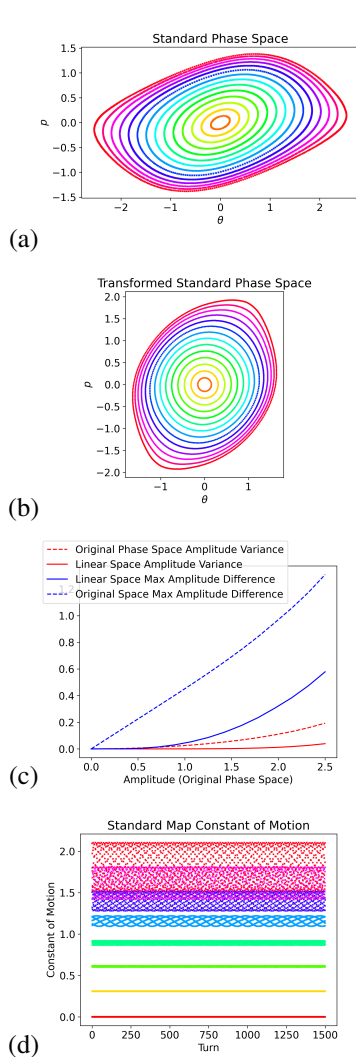 Standard Phase Space
1.5
1.0
0.5
0.0
−0.5
−1.0
−1.5
p
−2 −1 0 1 2
θ
(a)
Transformed Standard Phase Space
2.0
1.5
1.0
0.5
0.0
−0.5
−1.0
−1.5
−2.0
p
−1 0 1
θ
(b)
Original Phase Space Amplitude Variance
Linear Space Amplitude Variance
Linear Space Max Amplitude Difference
Original Space Max Amplitude Difference
1.2
1.0
0.8
0.6
0.4
0.2
0.0
0.0 0.5 1.0 1.5 2.0 2.5
Amplitude (Original Phase Space)
(c)
Standard Map Constant of Motion
2.0
1.5
1.0
0.5
0.0
Constant of Motion
0 250 500 750 1000 1250 1500
Turn
(d)